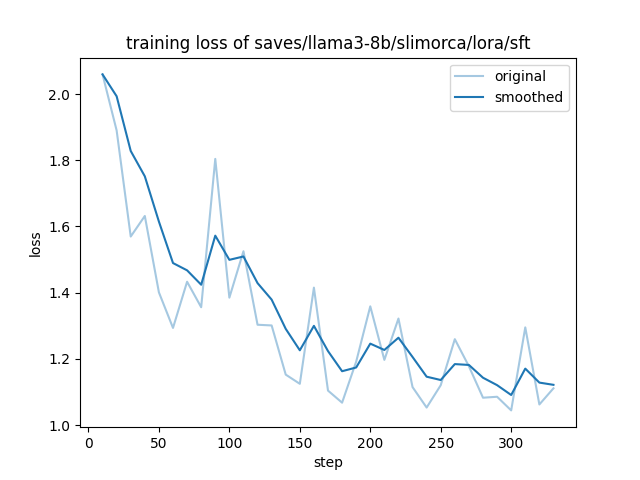 training loss of saves/llama3-8b/slimorca/lora/sft
original
smoothed
loss
2.0
1.8
1.6
1.4
1.2
1.0
0 50 100 150 200 250 300
step